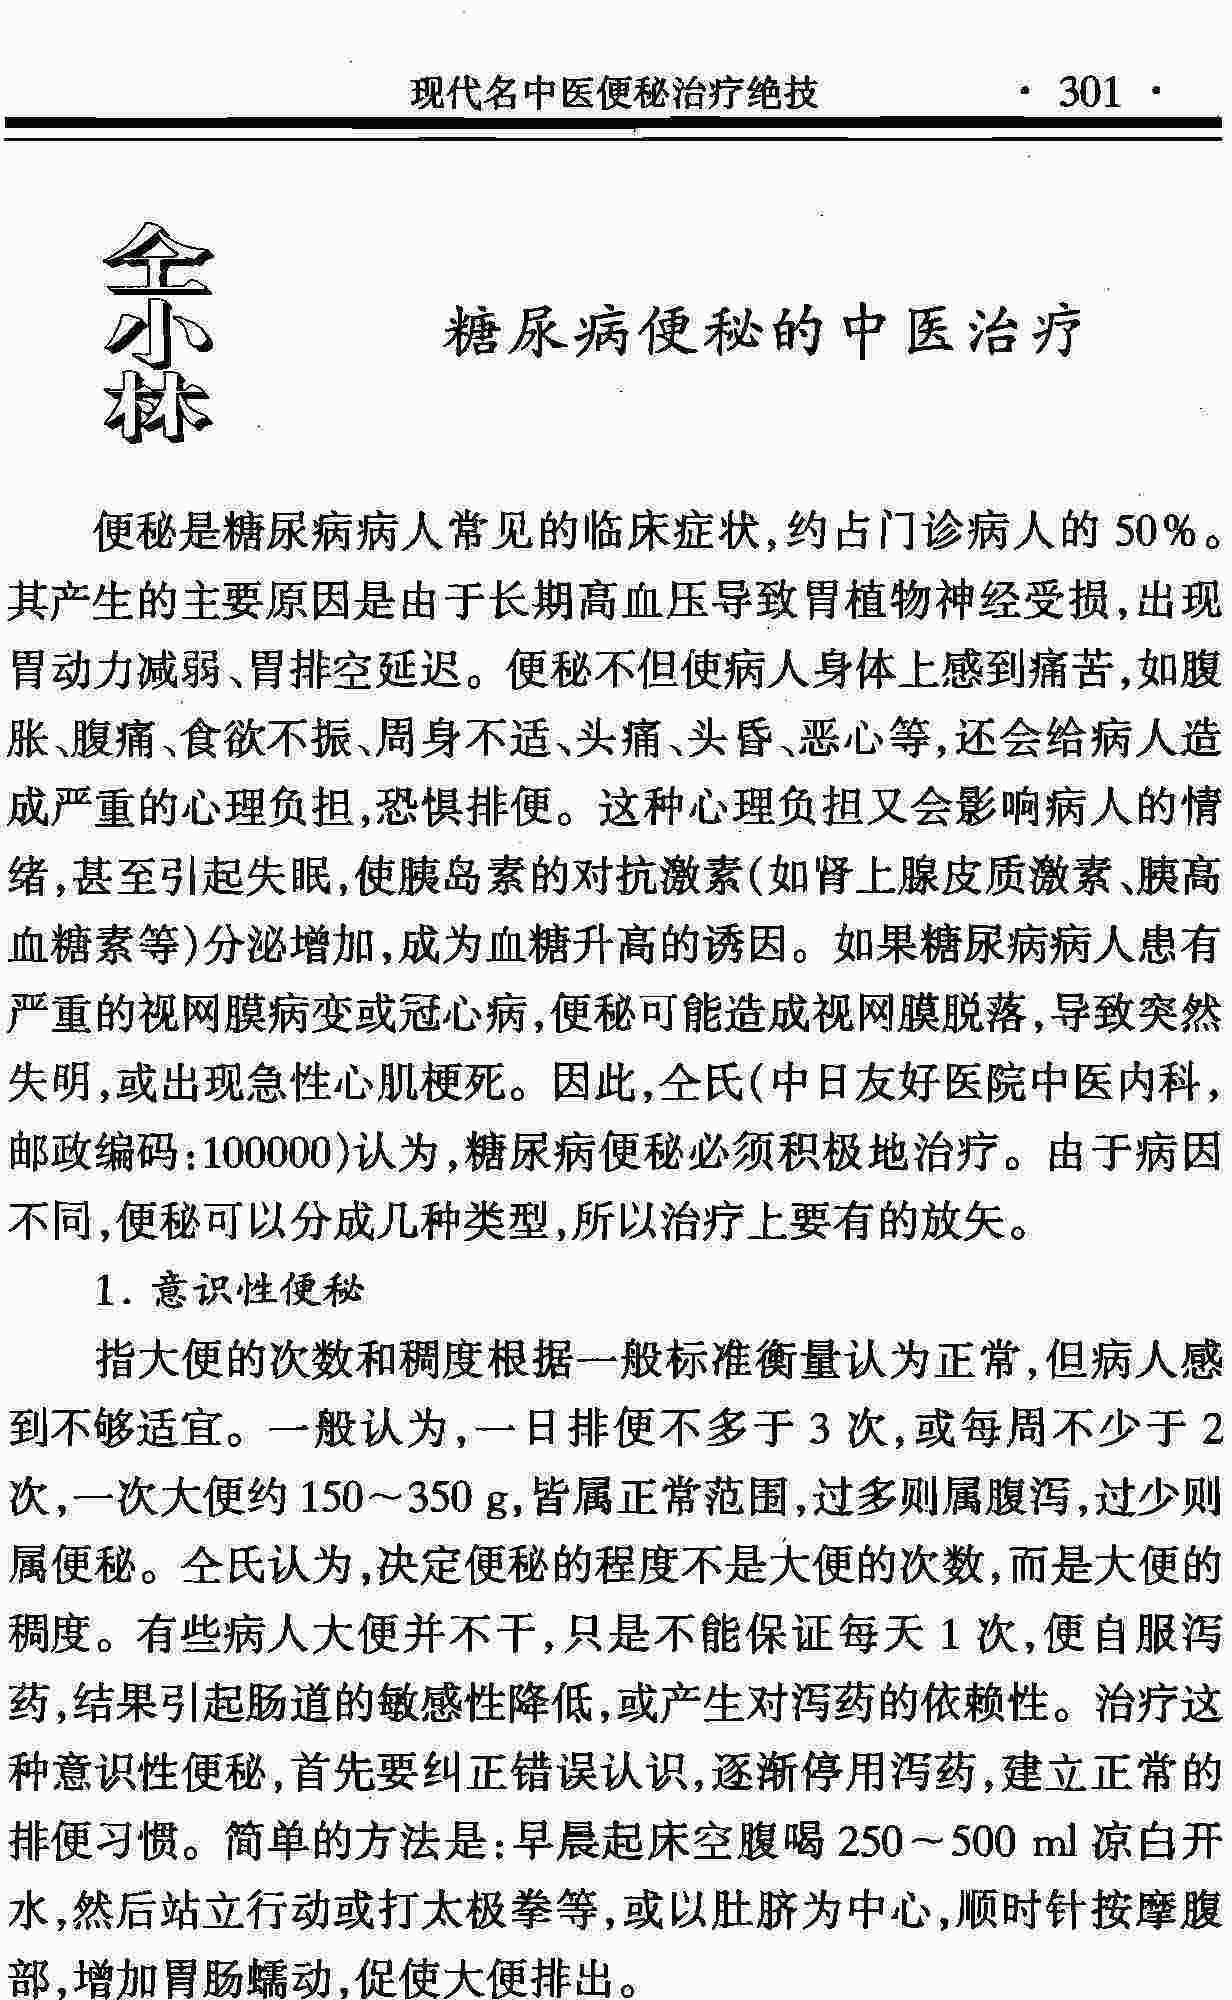 现代名中医便秘治疗绝技 · 301 ·
仝小林
糖尿病便秘的中医治疗
便秘是糖尿病病人常见的临床症状,约占门诊病人的 50%。
其产生的主要原因是由于长期高血压导致胃植物神经受损,出现
胃动力减弱、胃排空延迟。便秘不但使病人身体上感到痛苦,如腹
胀、腹痛、食欲不振、周身不适、头痛、头昏、恶心等,还会给病人造
成严重的心理负担,恐惧排便。这种心理负担又会影响病人的情
绪,甚至引起失眠,使胰岛素的对抗激素(如肾上腺皮质激素、胰高
血糖素等)分泌增加,成为血糖升高的诱因。如果糖尿病病人患有
严重的视网膜病变或冠心病,便秘可能造成视网膜脱落,导致突然
失明,或出现急性心肌梗死。因此,仝氏(中日友好医院中医内科,
邮政编码:100000)认为,糖尿病便秘必须积极地治疗。由于病因
不同,便秘可以分成几种类型,所以治疗上要有的放矢。
1. 意识性便秘
指大便的次数和稠度根据一般标准衡量认为正常,但病人感
到不够适宜。一般认为,一日排便不多于 3 次,或每周不少于 2
次,一次大便约 150～350 g,皆属正常范围,过多则属腹泻,过少则
属便秘。仝氏认为,决定便秘的程度不是大便的次数,而是大便的
稠度。有些病人大便并不干,只是不能保证每天 1 次,便自服泻
药,结果引起肠道的敏感性降低,或产生对泻药的依赖性。治疗这
种意识性便秘,首先要纠正错误认识,逐渐停用泻药,建立正常的
排便习惯。简单的方法是:早晨起床空腹喝 250～500 ml 凉白开
水,然后站立行动或打太极拳等,或以肚脐为中心,顺时针按摩腹
部,增加胃肠蠕动,促使大便排出。